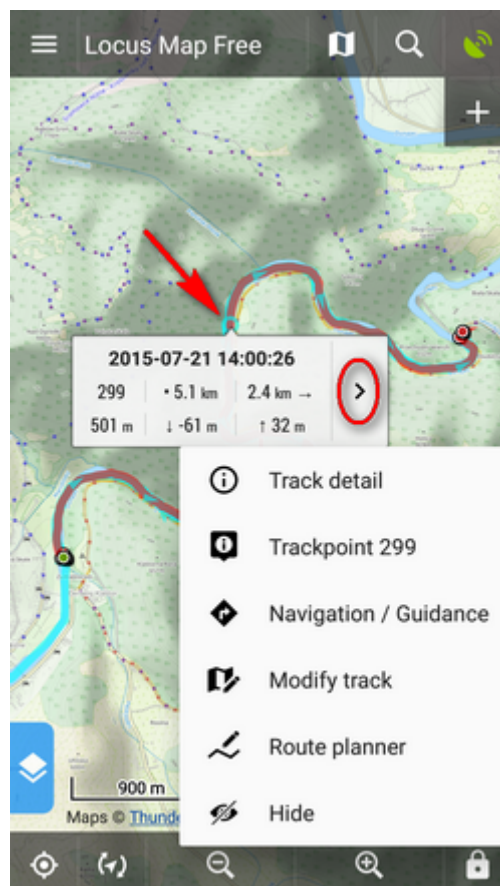 Locus Map Free
2015-07-21 14:00:26
299 • 5.1 km 2.4 km →
501 m ↓ -61 m ↑ 32 m
Track detail
Trackpoint 299
Navigation / Guidance
Modify track
Route planner
Hide
900 m
Maps © Thunde